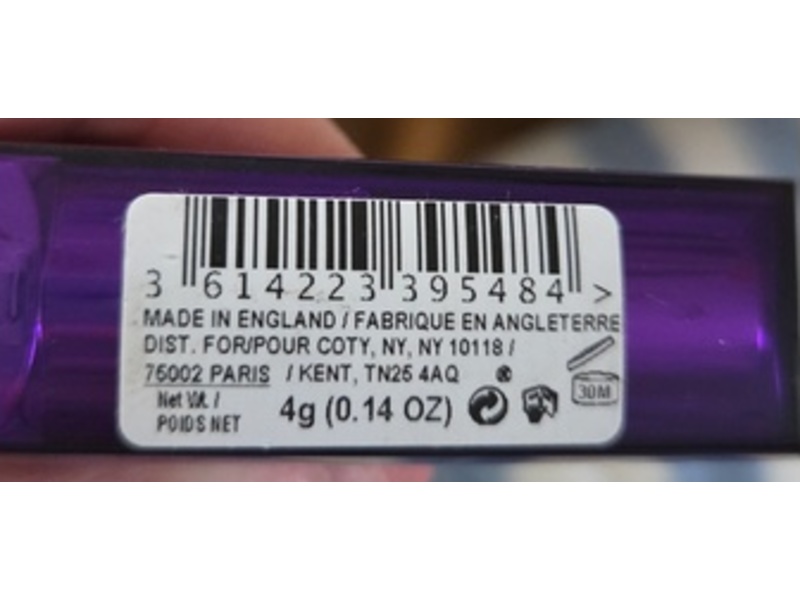 3 614223 395484 >
MADE IN ENGLAND / FABRIQUE EN ANGLETERRE
DIST. FOR/POUR COTY, NY, NY 10118 /
75002 PARIS / KENT, TN25 4AQ
Net Wt. /
POIDS NET
4g (0.14 OZ)
30M